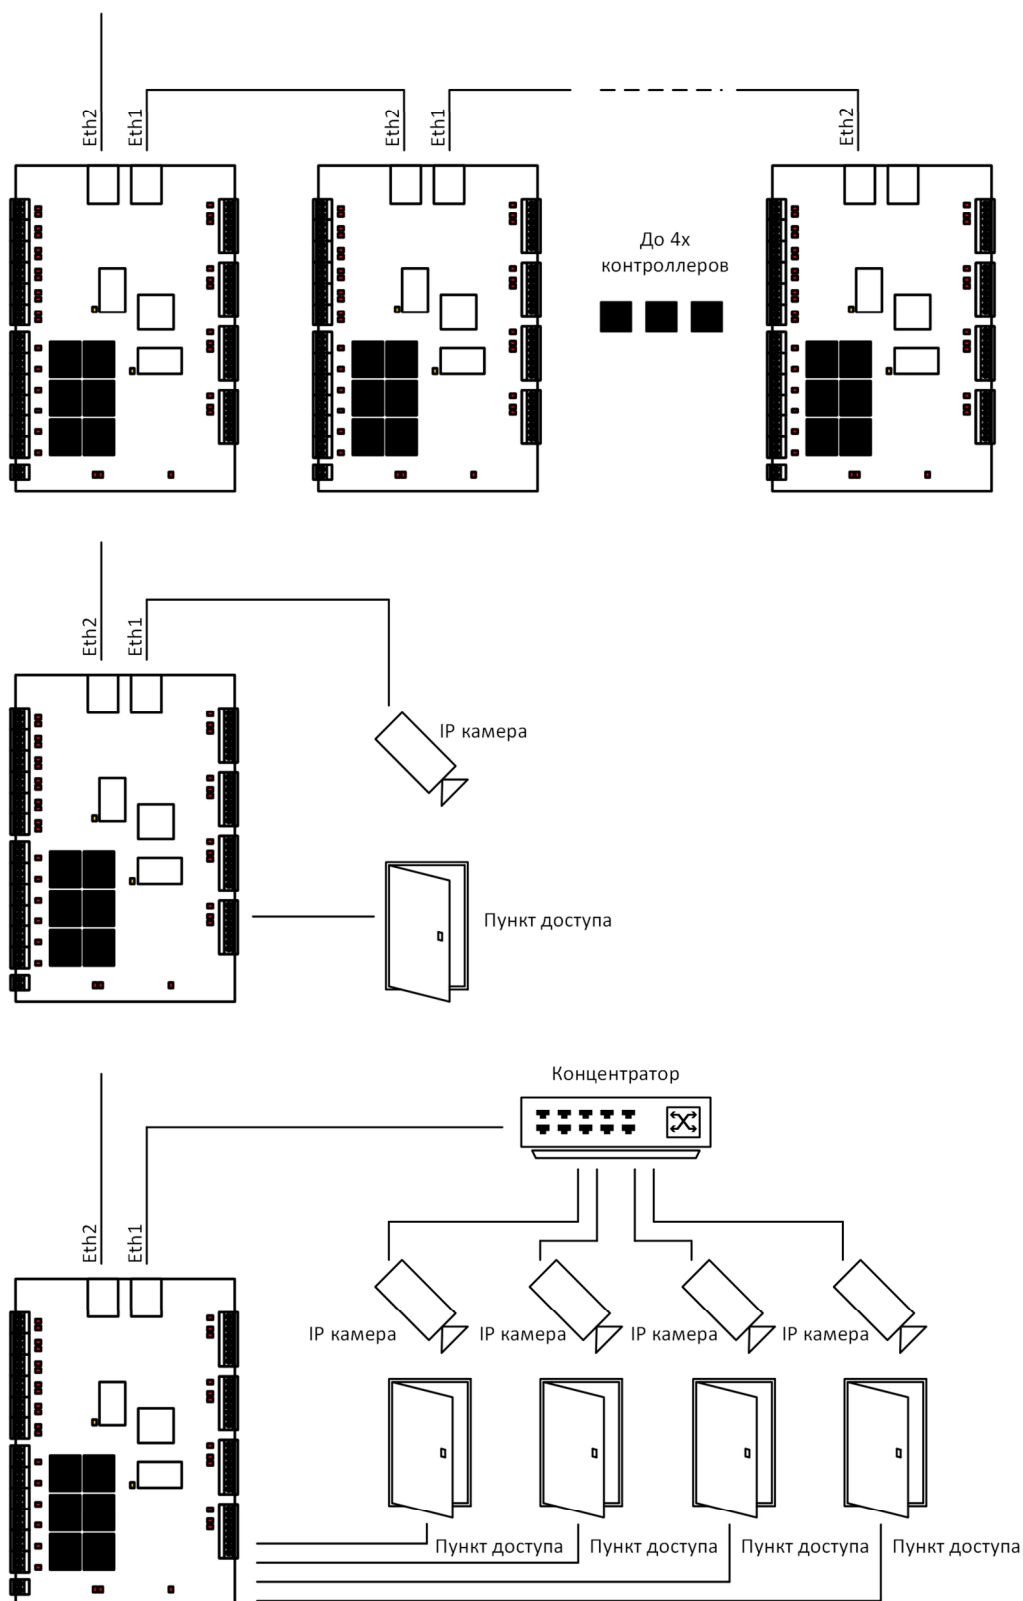 Eth2
Eth1
Eth2
Eth1
Eth2
До 4х
контроллеров
Eth2
Eth1
IP камера
Пункт доступа
Концентратор
Eth2
Eth1
IP камера
IP камера
IP камера
IP камера
Пункт доступа
Пункт доступа
Пункт доступа
Пункт доступа